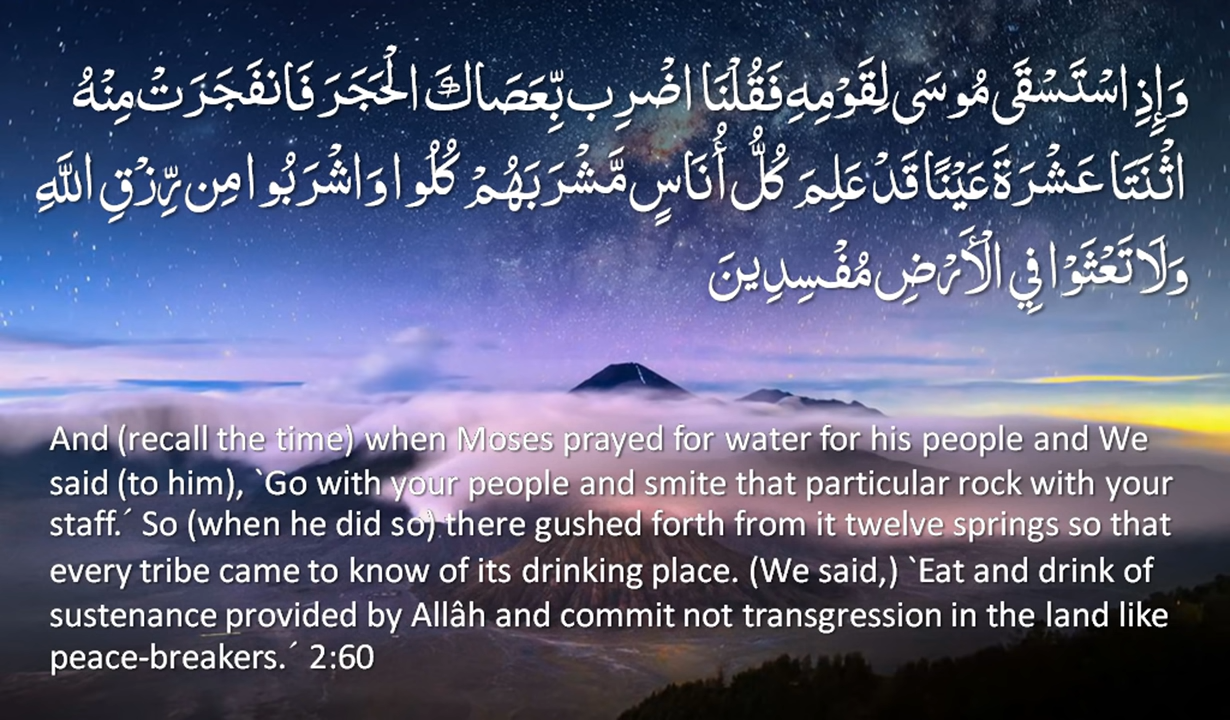 وَإِذِ اسْتَسْقَى مُوسَى لِقَوْمِهِ فَقُلْنَا اضْرِب بِّعَصَاكَ الْحَجَرَ فَانفَجَرَتْ مِنْهُ
اثْنَتَا عَشْرَةَ عَيْنًا قَدْ عَلِمَ كُلُّ أُنَاسٍ مَّشْرَبَهُمْ كُلُوا وَاشْرَبُوا مِن رِّزْقِ اللَّهِ
وَلَا تَعْثَوْا فِي الْأَرْضِ مُفْسِدِينَ
And (recall the time) when Moses prayed for water for his people and We
said (to him), `Go with your people and smite that particular rock with your
staff.´ So (when he did so) there gushed forth from it twelve springs so that
every tribe came to know of its drinking place. (We said,) `Eat and drink of
sustenance provided by Allâh and commit not transgression in the land like
peace-breakers.´ 2:60